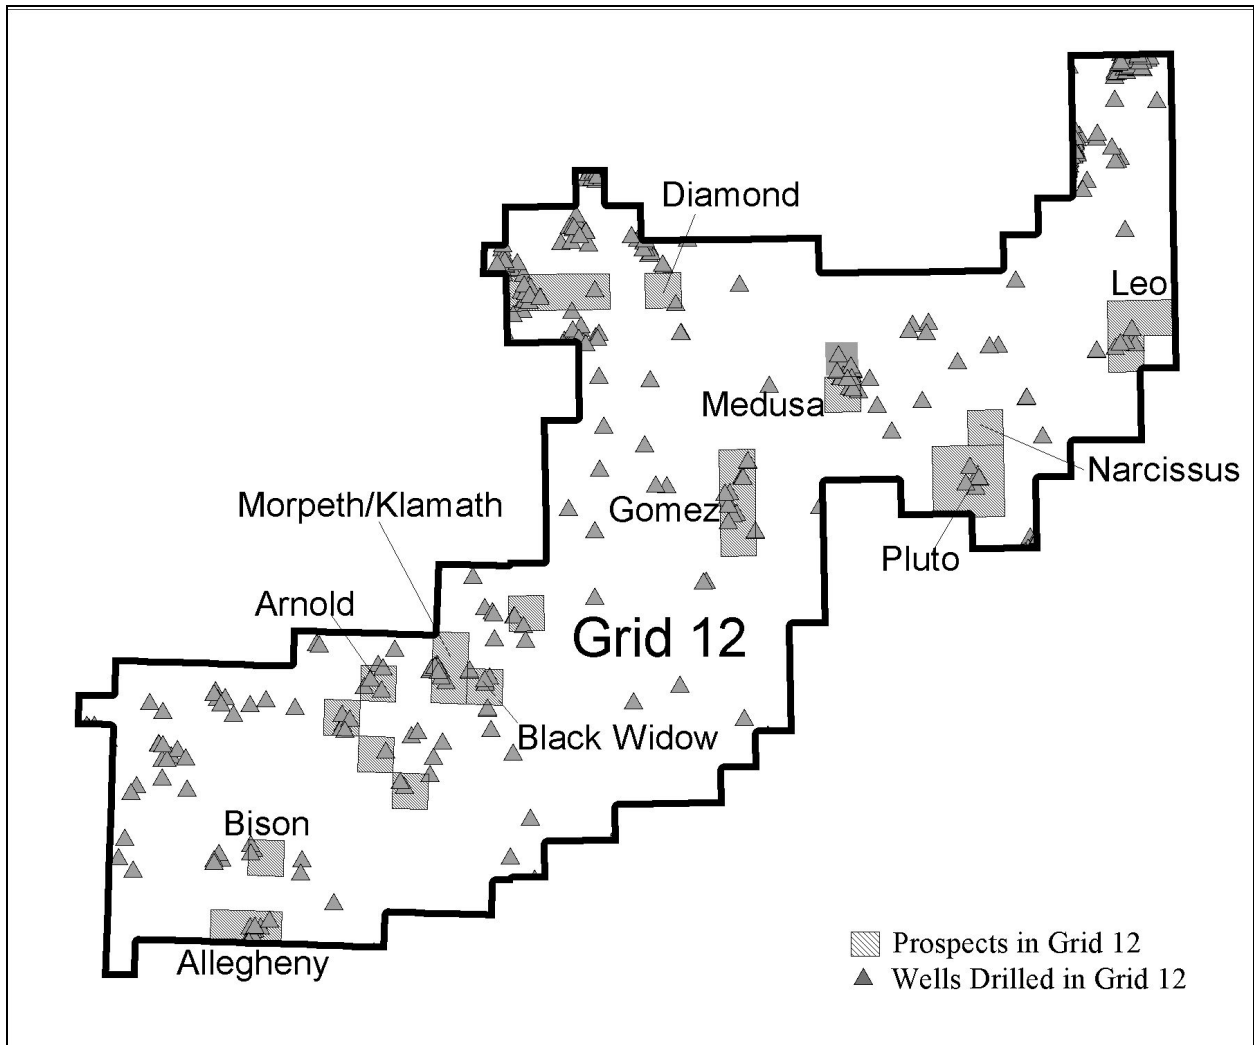 Diamond
Leo
Medusa
Narcissus
Morpeth/Klamath
Gomez
Pluto
Arnold
Grid 12
Black Widow
Bison
Prospects in Grid 12
Allegheny
Wells Drilled in Grid 12